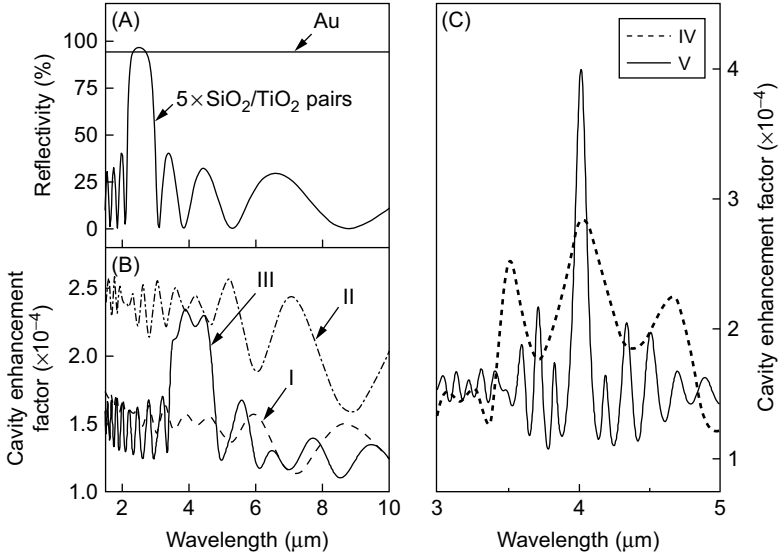 (A)
Au
5×SiO₂/TiO₂ pairs
Reflectivity (%)
100
75
50
25
0
(B)
III
II
I
Cavity enhancement
factor (×10⁻⁴)
2.5
2.0
1.5
1.0
2
4
6
8
10
Wavelength (μm)
(C)
IV
V
4
3
2
1
Cavity enhancement factor (×10⁻⁴)
3
4
5
Wavelength (μm)